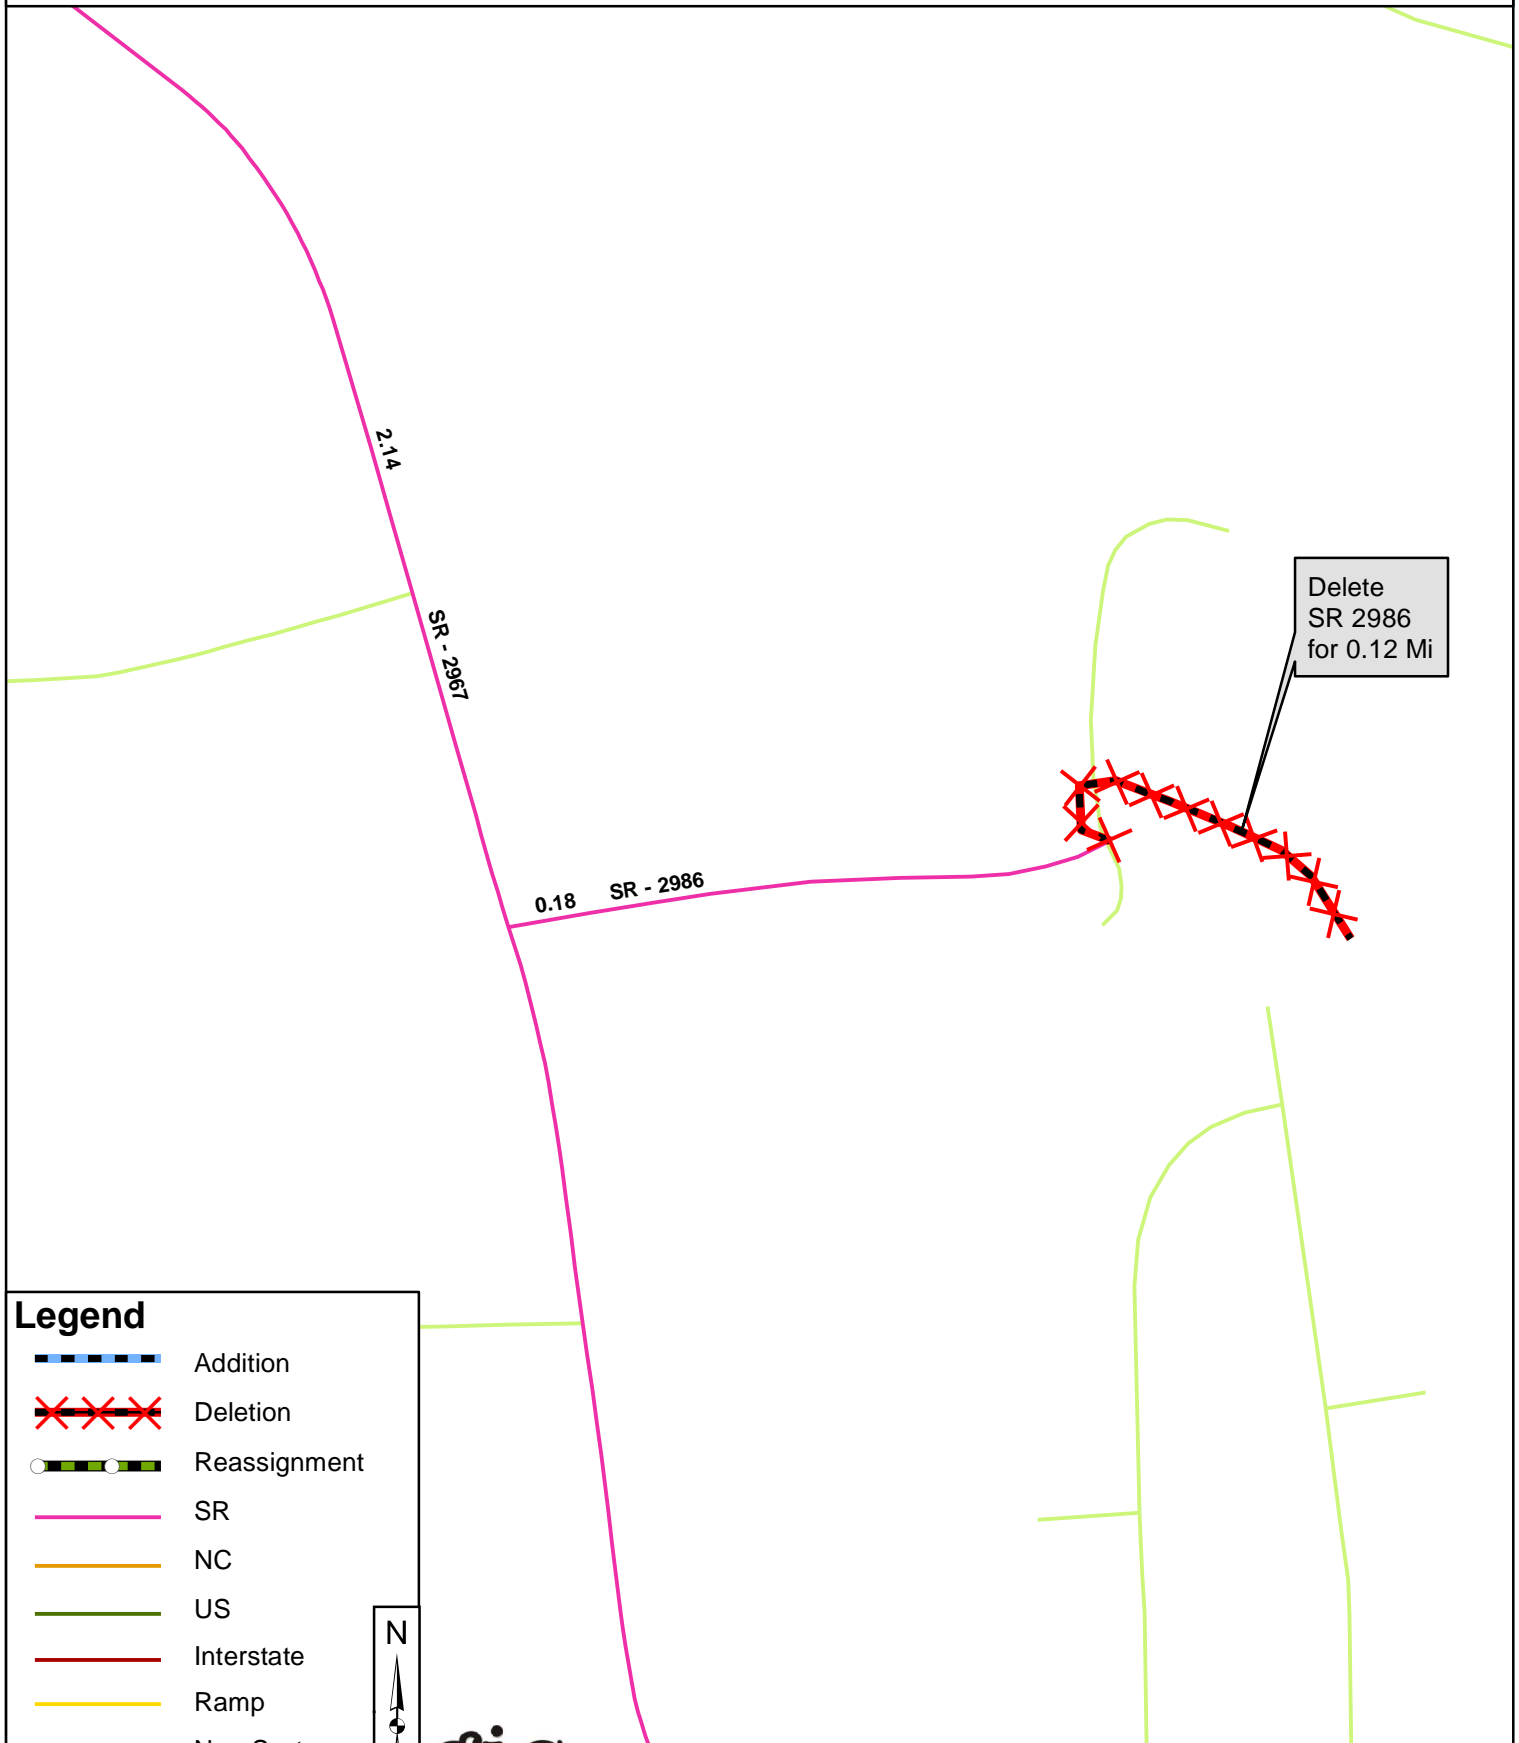 2.14
SR - 2967
Delete
SR 2986
for 0.12 Mi
0.18 SR - 2986
Legend
Addition
Deletion
Reassignment
SR
NC
US
Interstate
Ramp
N